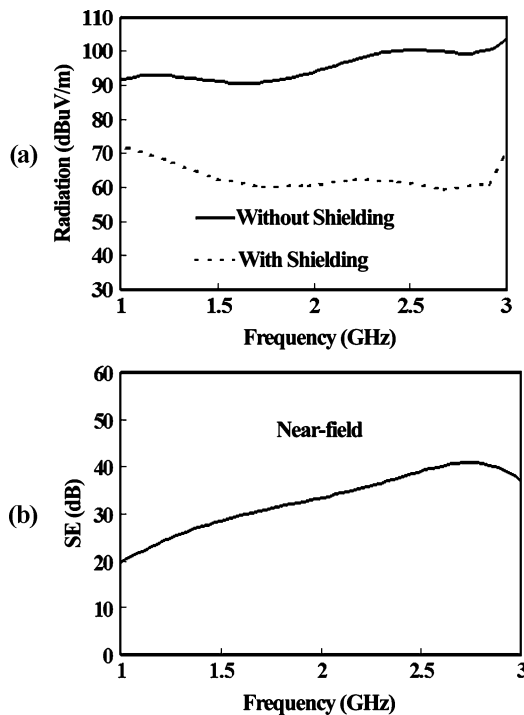 (a)
Radiation (dBuV/m)
110
100
90
80
70
60
50
40
30
Without Shielding
With Shielding
1
1.5
2
2.5
3
Frequency (GHz)
(b)
SE (dB)
60
50
40
30
20
10
0
Near-field
1
1.5
2
2.5
3
Frequency (GHz)